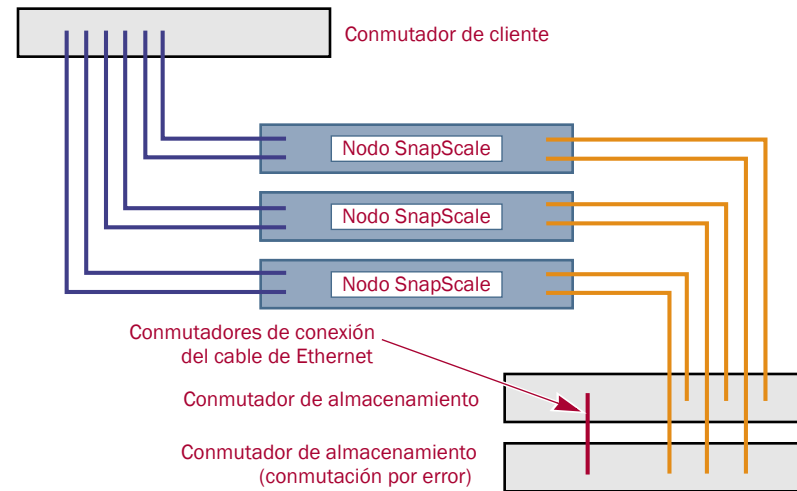 Conmutador de cliente
Nodo SnapScale
Nodo SnapScale
Nodo SnapScale
Conmutadores de conexión
del cable de Ethernet
Conmutador de almacenamiento
Conmutador de almacenamiento
(conmutación por error)